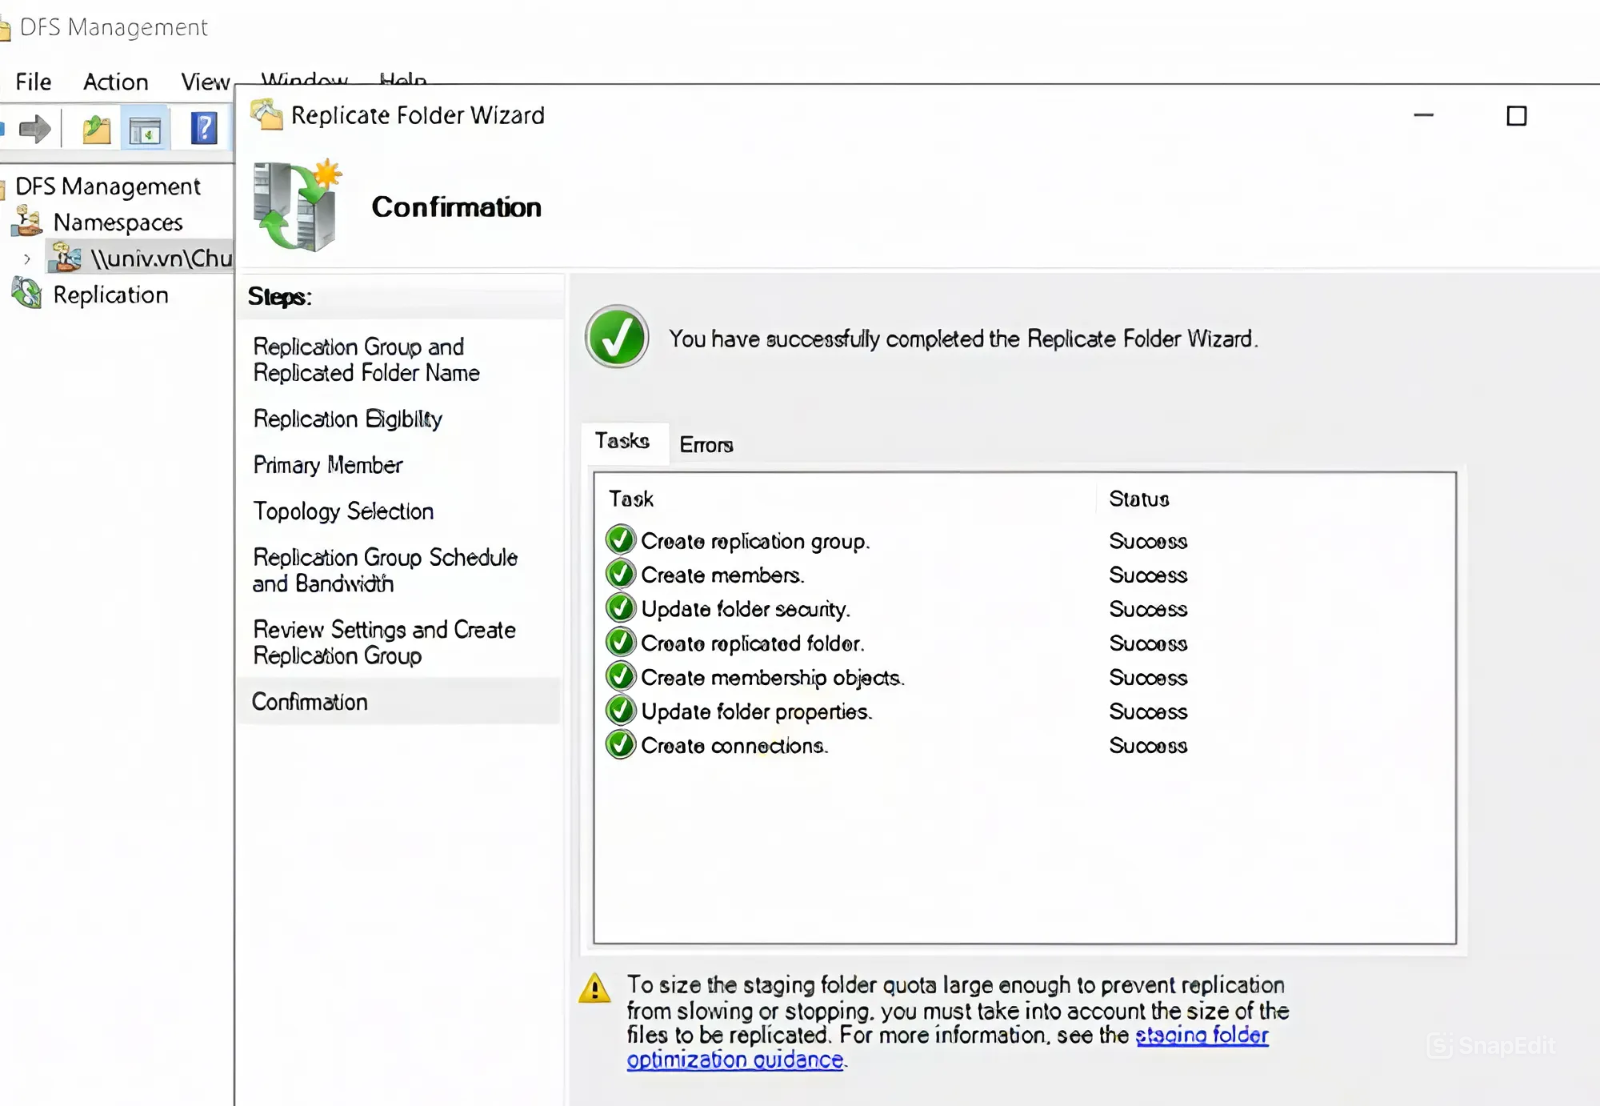 DFS Management
File Action View Window Help
Replicate Folder Wizard
DFS Management
Namespaces
\\univ.vn\Chu
Replication
Confirmation
Steps:
Replication Group and
Replicated Folder Name
Replication Eligibility
Primary Member
Topology Selection
Replication Group Schedule
and Bandwidth
Review Settings and Create
Replication Group
Confirmation
You have successfully completed the Replicate Folder Wizard.
Tasks Errors
Task Status
Create replication group. Success
Create members. Success
Update folder security. Success
Create replicated folder. Success
Create membership objects. Success
Update folder properties. Success
Create connections. Success
To size the staging folder quota large enough to prevent replication
from slowing or stopping, you must take into account the size of the
files to be replicated. For more information, see the staging folder
optimization guidance.
SnapEdit